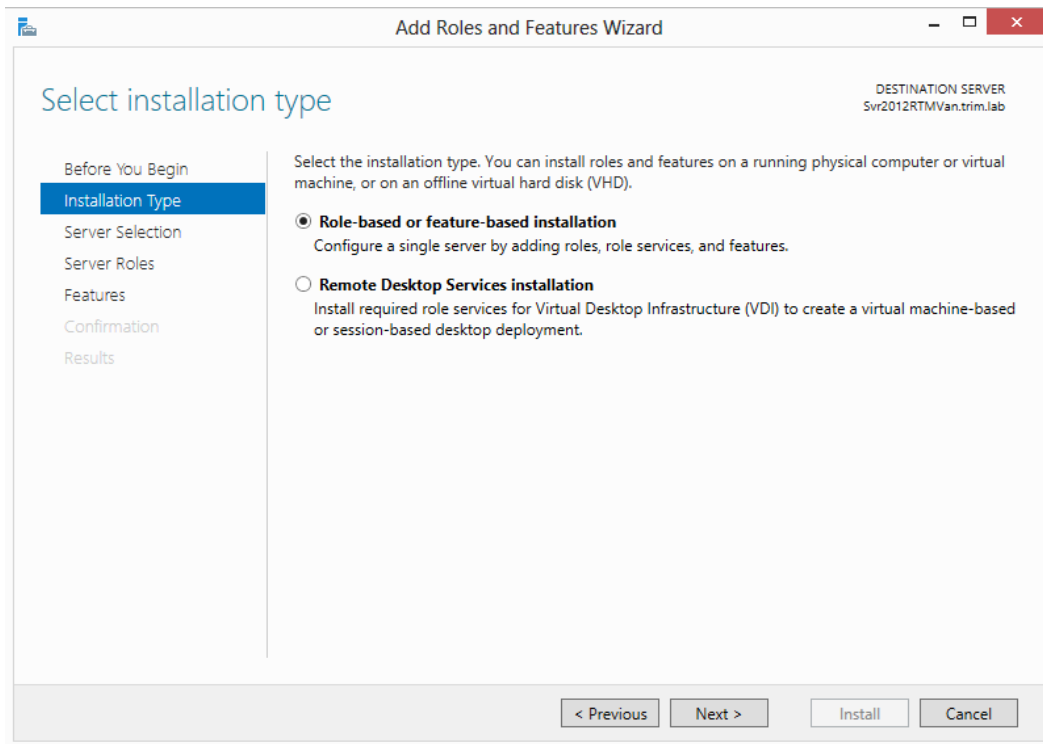 Add Roles and Features Wizard
Select installation type
DESTINATION SERVER
Svr2012RTMVan.trim.lab
Before You Begin
Installation Type
Server Selection
Server Roles
Features
Confirmation
Results
Select the installation type. You can install roles and features on a running physical computer or virtual
machine, or on an offline virtual hard disk (VHD).
Role-based or feature-based installation
Configure a single server by adding roles, role services, and features.
Remote Desktop Services installation
Install required role services for Virtual Desktop Infrastructure (VDI) to create a virtual machine-based
or session-based desktop deployment.
< Previous
Next >
Install
Cancel